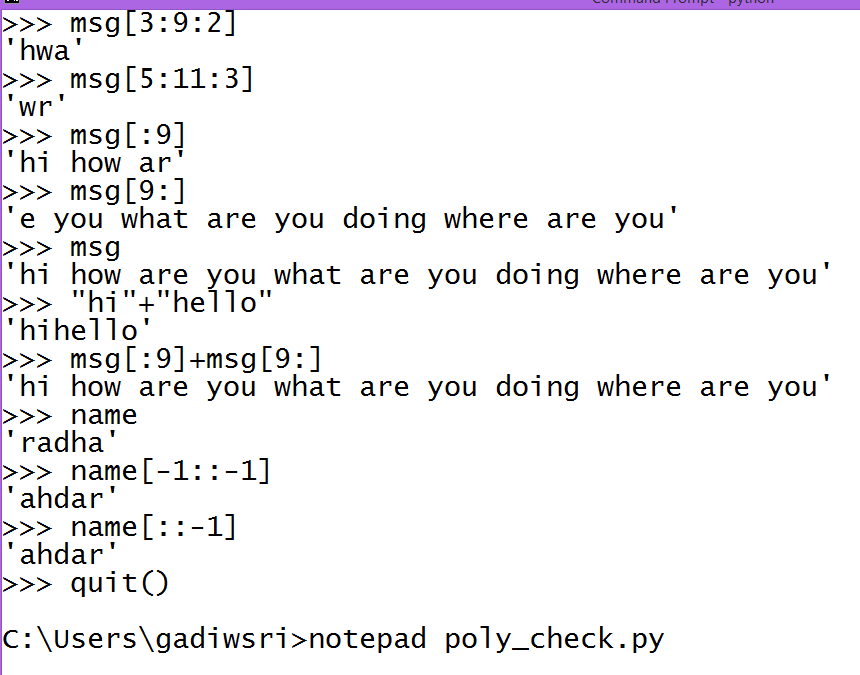 Command Prompt - python
>>> msg[3:9:2]
'hwa'
>>> msg[5:11:3]
'wr'
>>> msg[:9]
'hi how ar'
>>> msg[9:]
'e you what are you doing where are you'
>>> msg
'hi how are you what are you doing where are you'
>>> "hi"+"hello"
'hihello'
>>> msg[:9]+msg[9:]
'hi how are you what are you doing where are you'
>>> name
'radha'
>>> name[-1::-1]
'ahdar'
>>> name[::-1]
'ahdar'
>>> quit()
C:\Users\gadiwsri>notepad poly_check.py